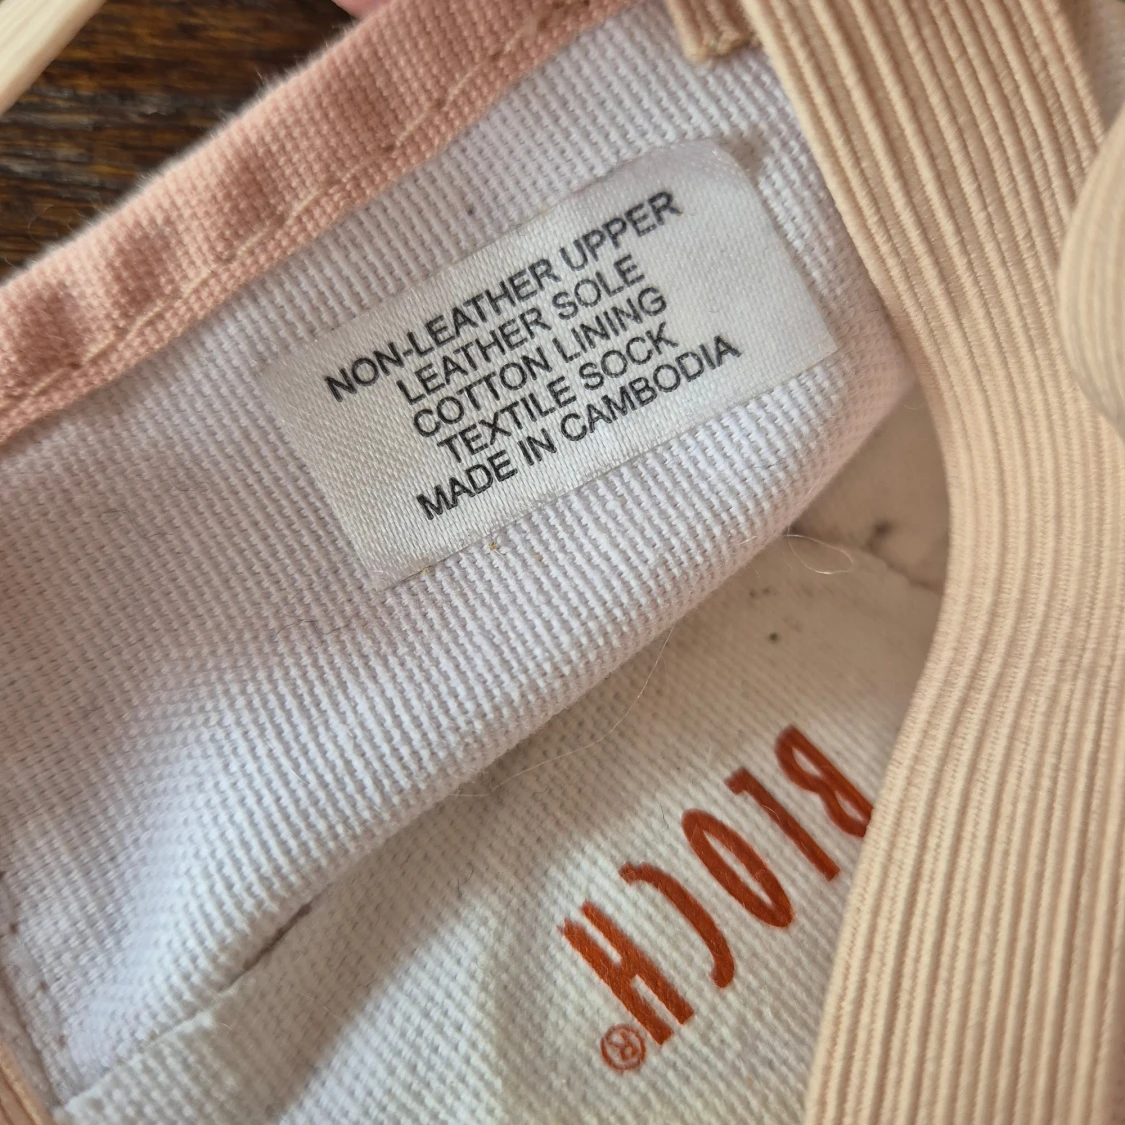 NON-LEATHER UPPER
LEATHER SOLE
COTTON LINING
TEXTILE SOCK
MADE IN CAMBODIA
BLOCH®